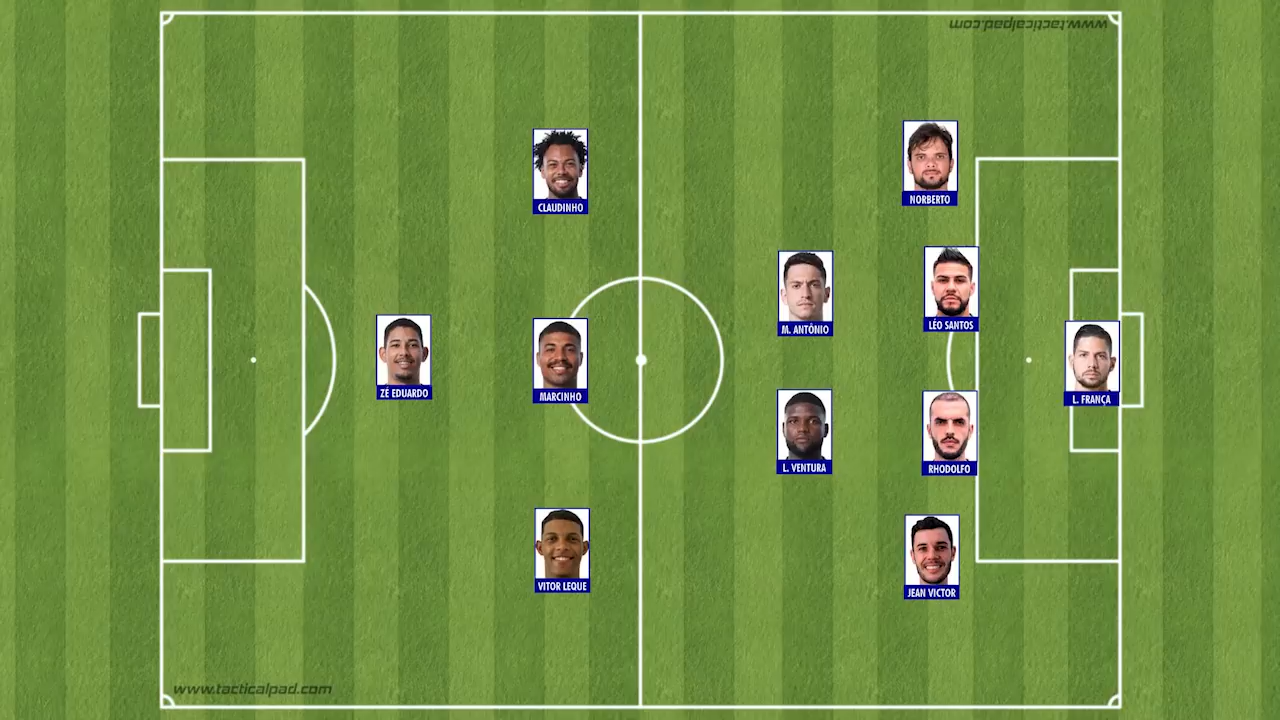 www.tacticalpad.com
CLAUDINHO
NORBERTO
M. ANTÔNIO
LÉO SANTOS
ZÉ EDUARDO
MARCINHO
L. FRANÇA
L. VENTURA
RHODOLFO
VITOR LEQUE
JEAN VICTOR
www.tacticalpad.com